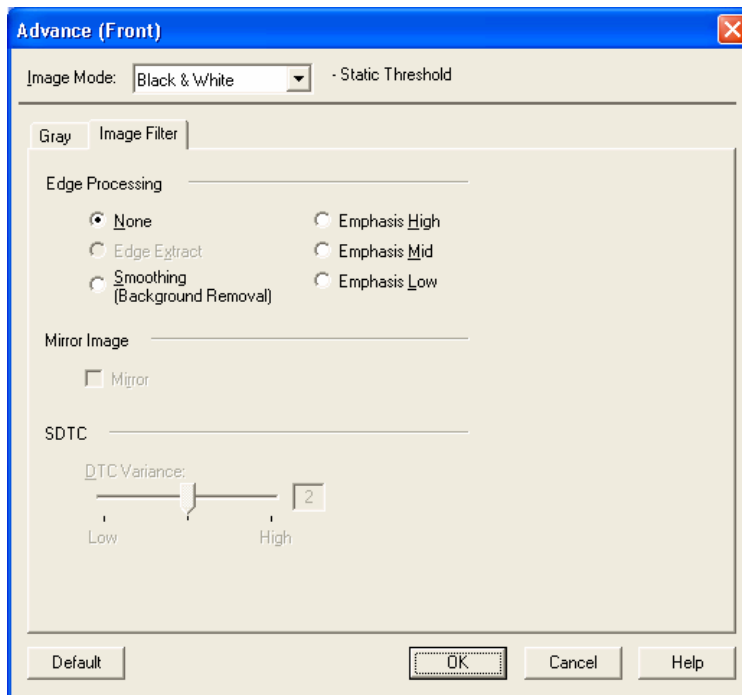 Advance (Front)
Image Mode: Black & White - Static Threshold
Gray Image Filter
Edge Processing
None Emphasis High
Edge Extract Emphasis Mid
Smoothing
(Background Removal) Emphasis Low
Mirror Image
Mirror
SDTC
DTC Variance:
2
Low High
Default OK Cancel Help